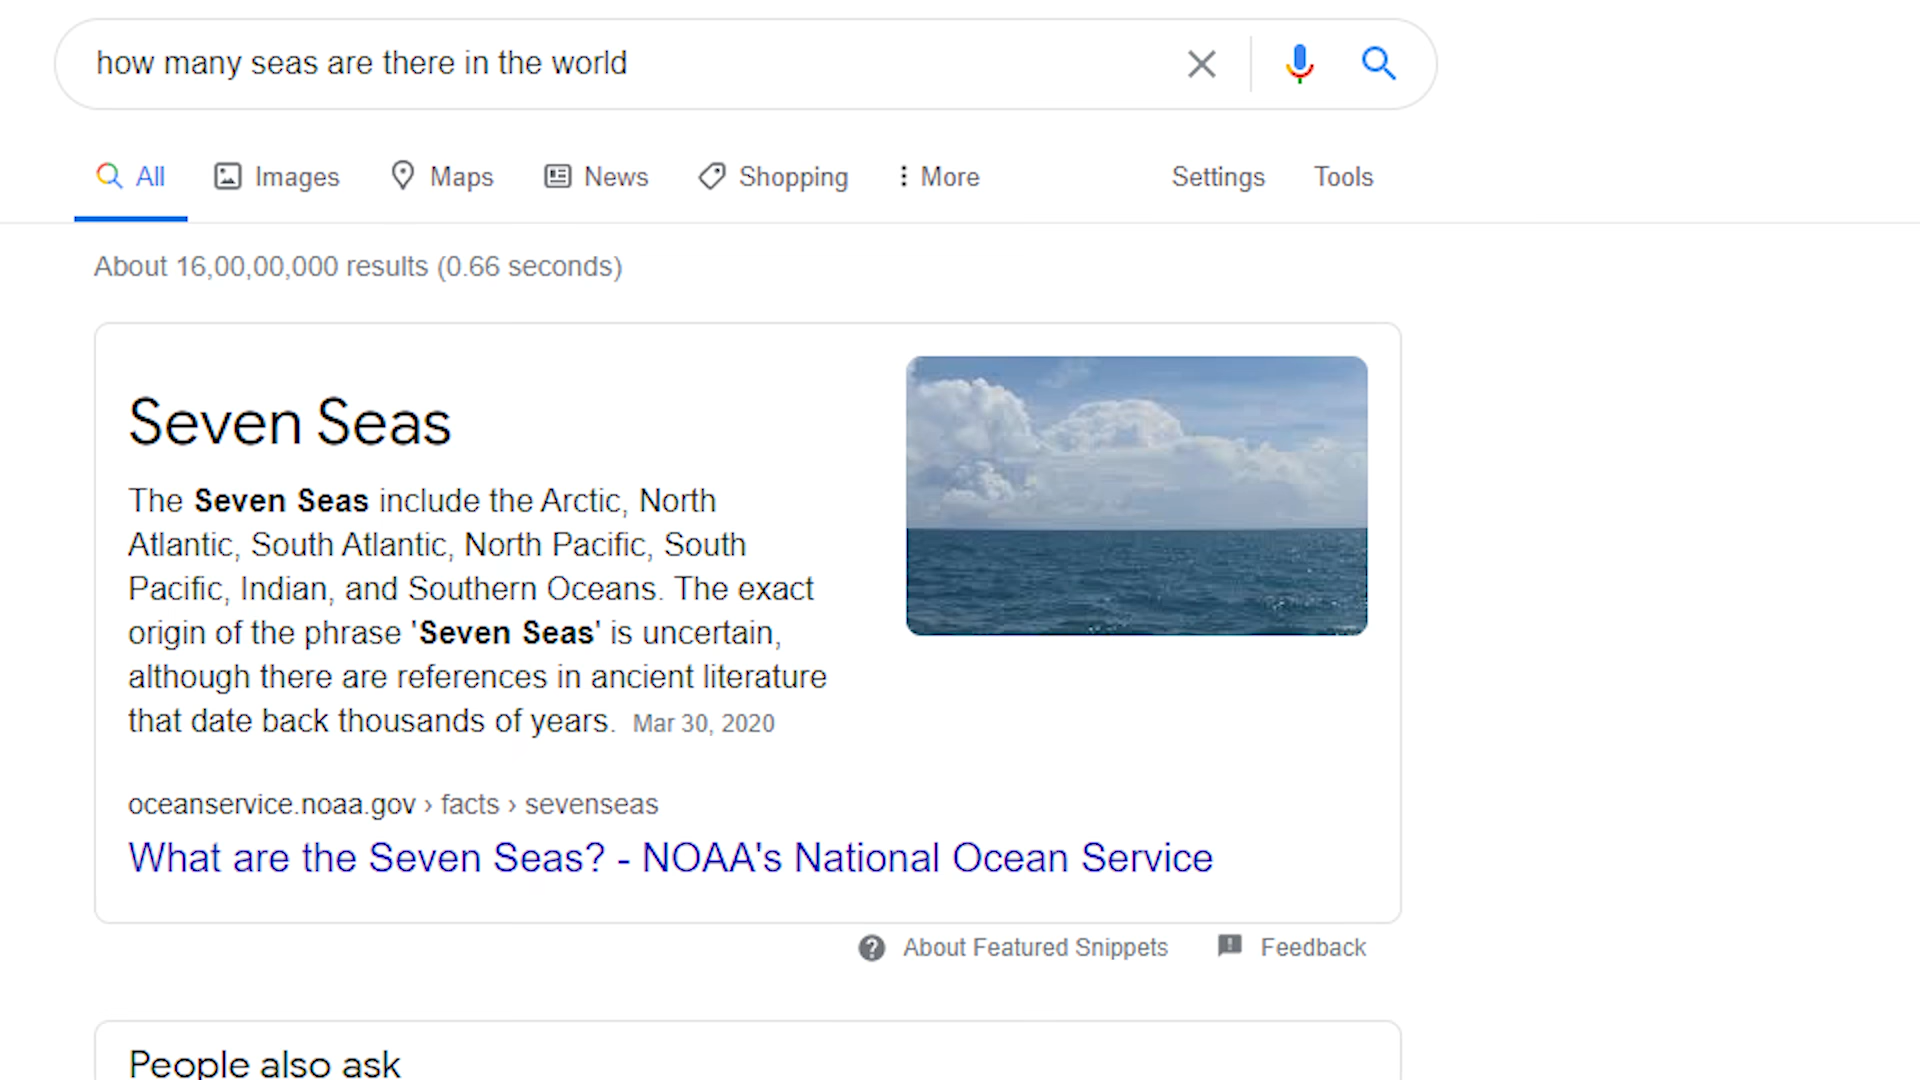 how many seas are there in the world
All Images Maps News Shopping More Settings Tools
About 16,00,00,000 results (0.66 seconds)
Seven Seas
The Seven Seas include the Arctic, North
Atlantic, South Atlantic, North Pacific, South
Pacific, Indian, and Southern Oceans. The exact
origin of the phrase 'Seven Seas' is uncertain,
although there are references in ancient literature
that date back thousands of years. Mar 30, 2020
oceanservice.noaa.gov › facts › sevenseas
What are the Seven Seas? - NOAA's National Ocean Service
About Featured Snippets Feedback
People also ask